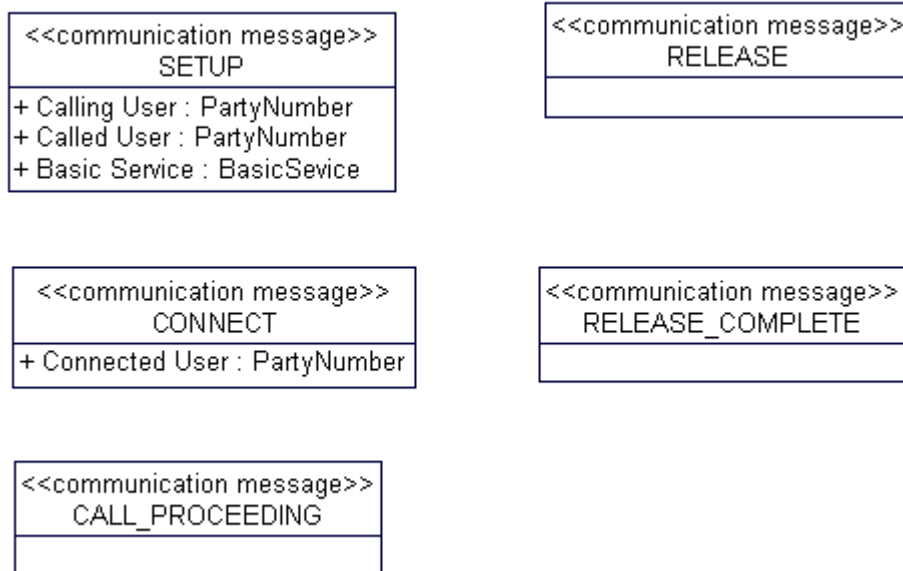 <<communication message>>
SETUP
+ Calling User : PartyNumber
+ Called User : PartyNumber
+ Basic Service : BasicSevice
<<communication message>>
RELEASE
<<communication message>>
CONNECT
+ Connected User : PartyNumber
<<communication message>>
RELEASE_COMPLETE
<<communication message>>
CALL_PROCEEDING